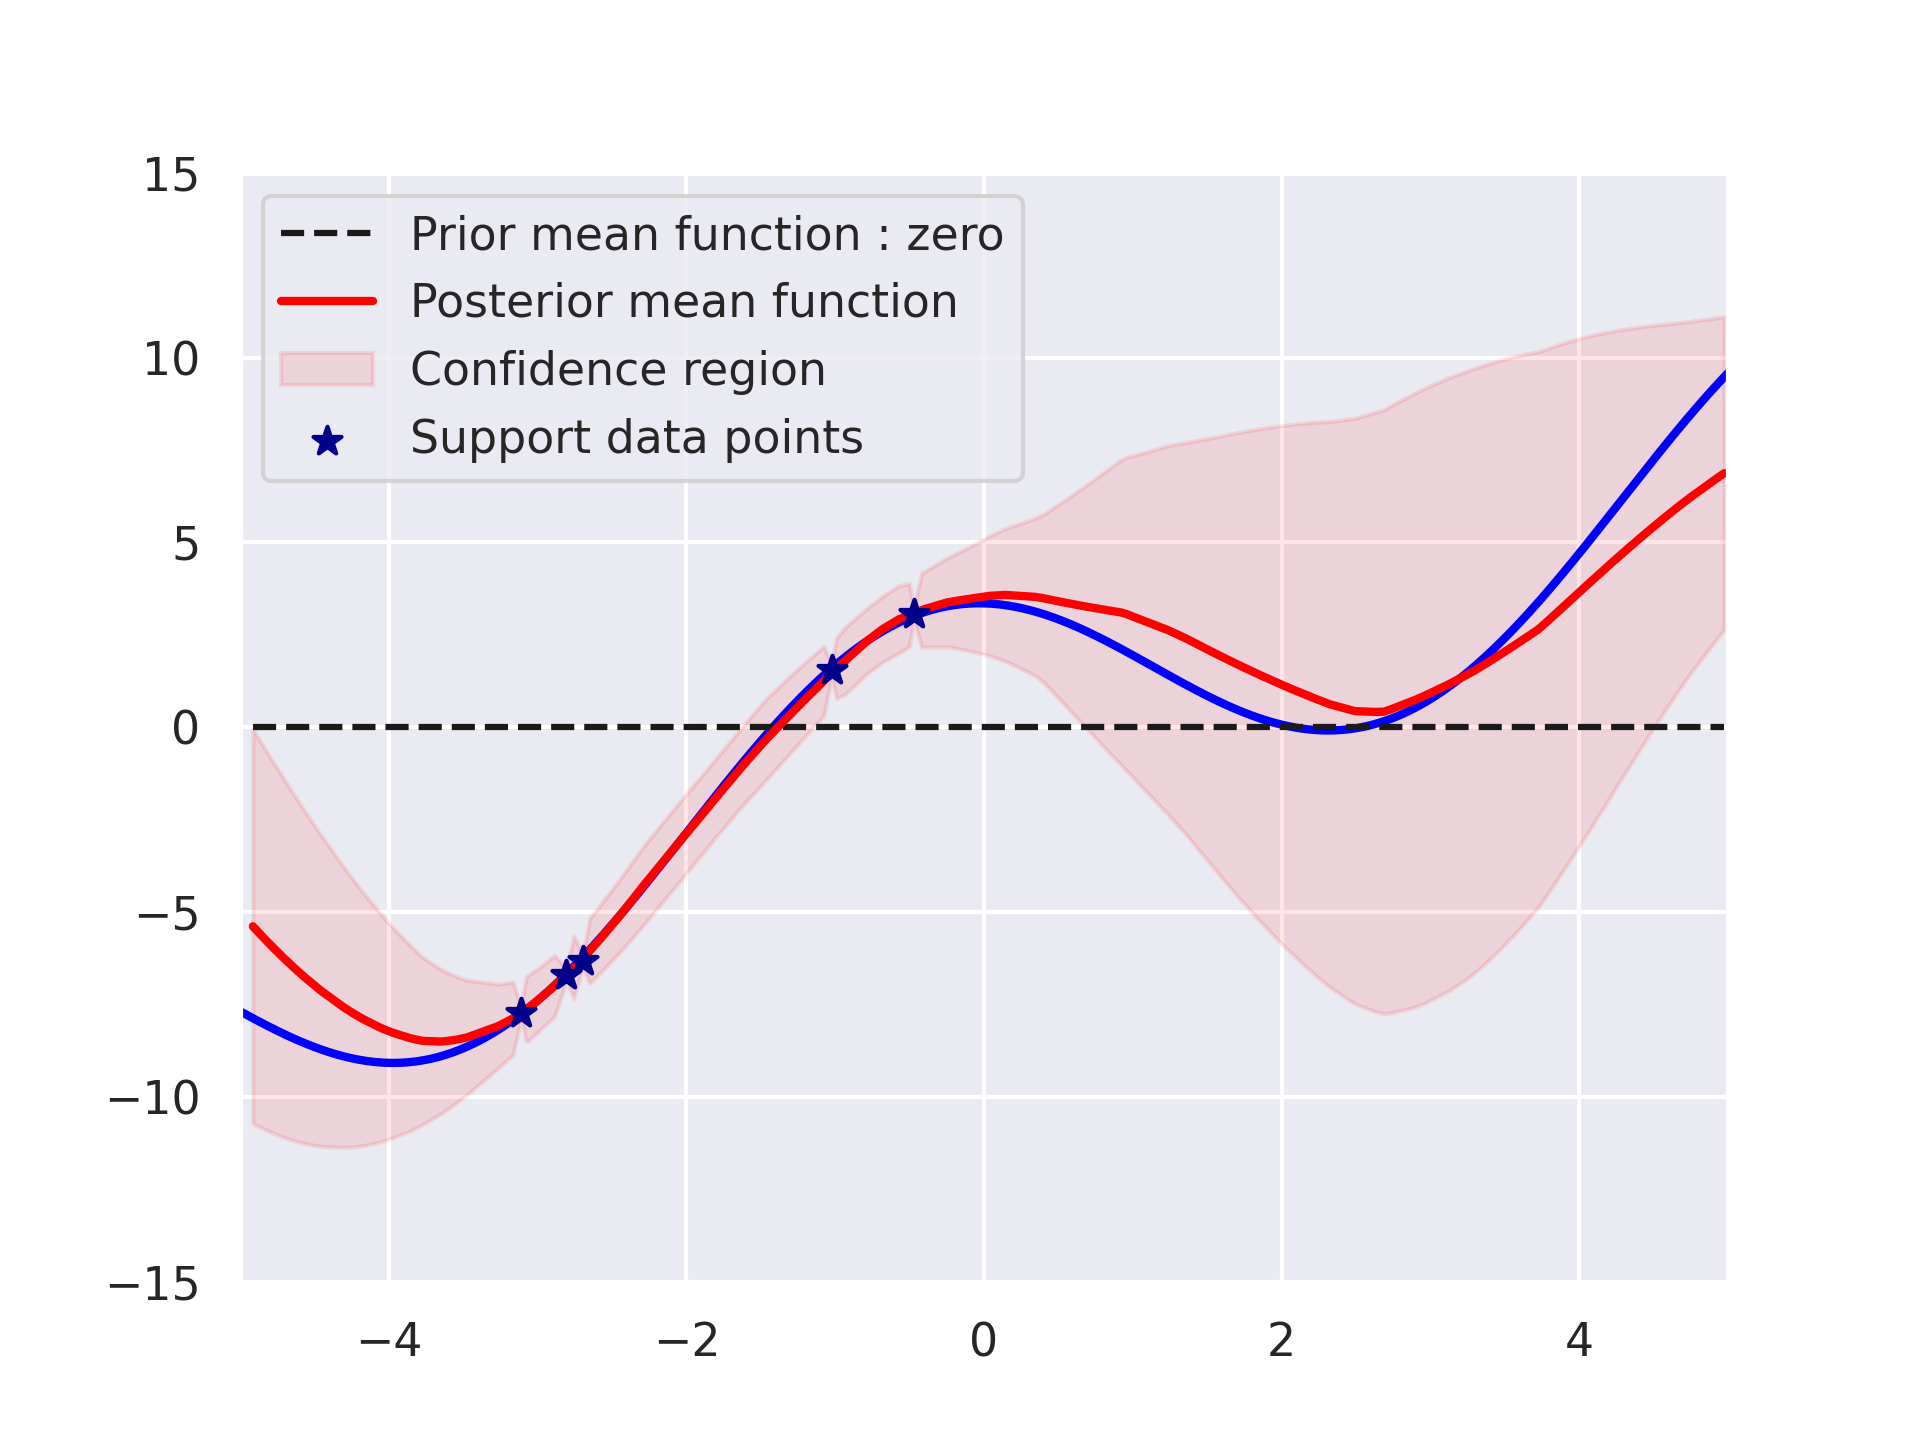 15
10
5
0
−5
−10
−15
Prior mean function : zero
Posterior mean function
Confidence region
Support data points
−4 −2 0 2 4